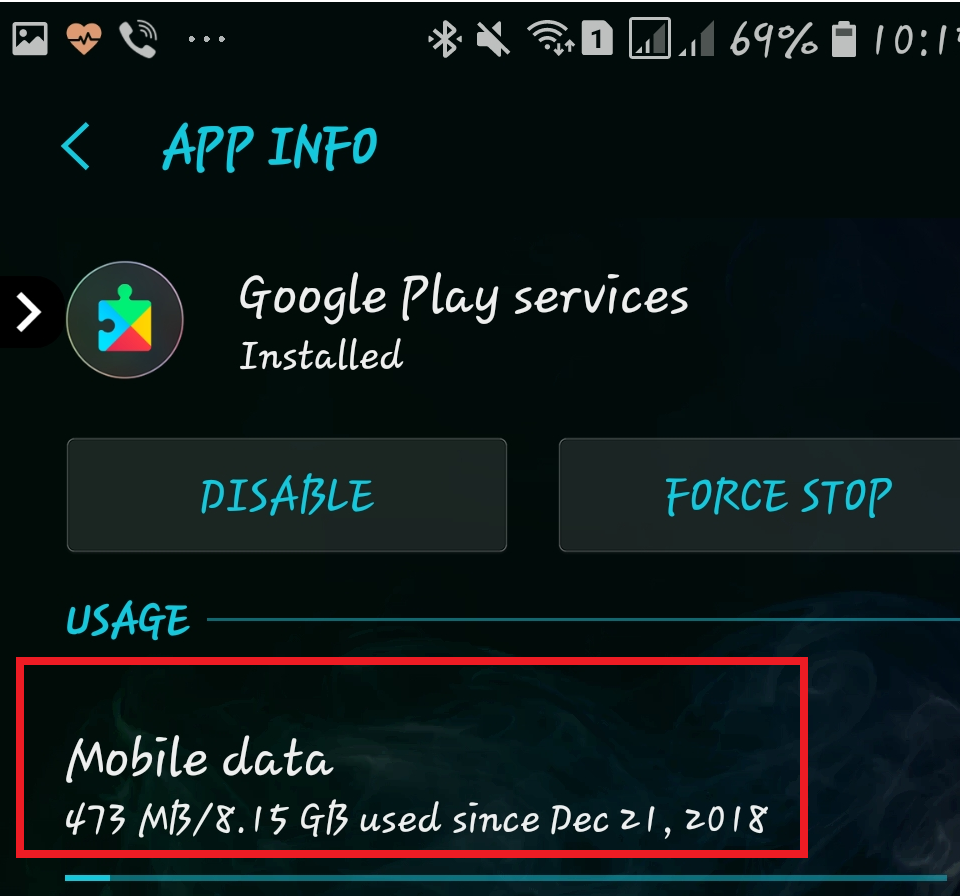 1 69% 10:1
APP INFO
Google Play services
Installed
DISABLE FORCE STOP
USAGE
Mobile data
473 MB/8.15 GB used since Dec 21, 2018